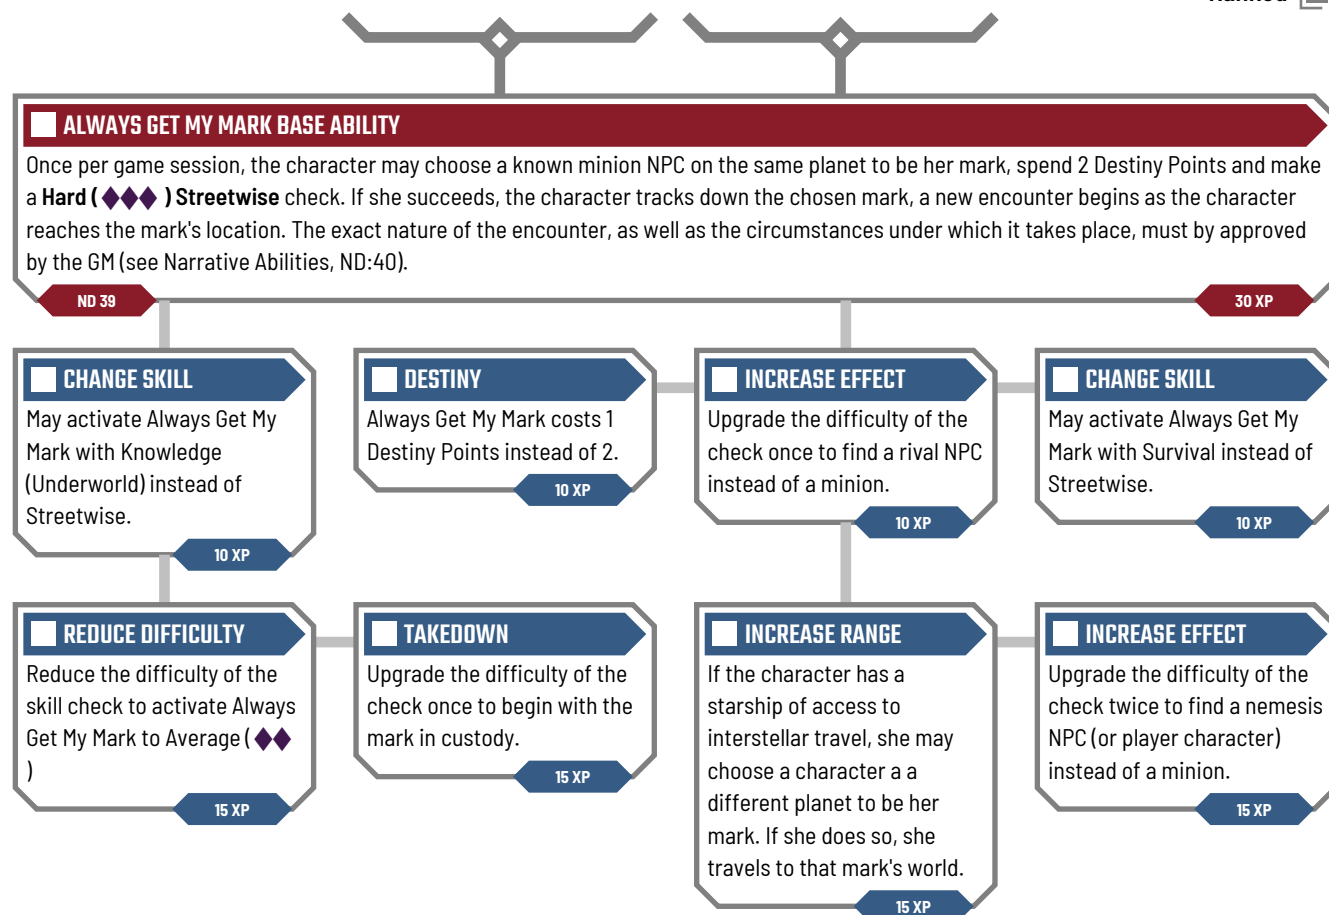 ALWAYS GET MY MARK BASE ABILITY
Once per game session, the character may choose a known minion NPC on the same planet to be her mark, spend 2 Destiny Points and make
a Hard (◆◆◆ ) Streetwise check. If she succeeds, the character tracks down the chosen mark, a new encounter begins as the character
reaches the mark's location. The exact nature of the encounter, as well as the circumstances under which it takes place, must by approved
by the GM (see Narrative Abilities, ND:40).
ND 39
30 XP
CHANGE SKILL
May activate Always Get My
Mark with Knowledge
(Underworld) instead of
Streetwise.
10 XP
DESTINY
Always Get My Mark costs 1
Destiny Points instead of 2.
10 XP
INCREASE EFFECT
Upgrade the difficulty of the
check once to find a rival NPC
instead of a minion.
10 XP
CHANGE SKILL
May activate Always Get My
Mark with Survival instead of
Streetwise.
10 XP
REDUCE DIFFICULTY
Reduce the difficulty of the
skill check to activate Always
Get My Mark to Average ( ◆◆
)
15 XP
TAKEDOWN
Upgrade the difficulty of the
check once to begin with the
mark in custody.
15 XP
INCREASE RANGE
If the character has a
starship of access to
interstellar travel, she may
choose a character a a
different planet to be her
mark. If she does so, she
travels to that mark's world.
15 XP
INCREASE EFFECT
Upgrade the difficulty of the
check twice to find a nemesis
NPC (or player character)
instead of a minion.
15 XP